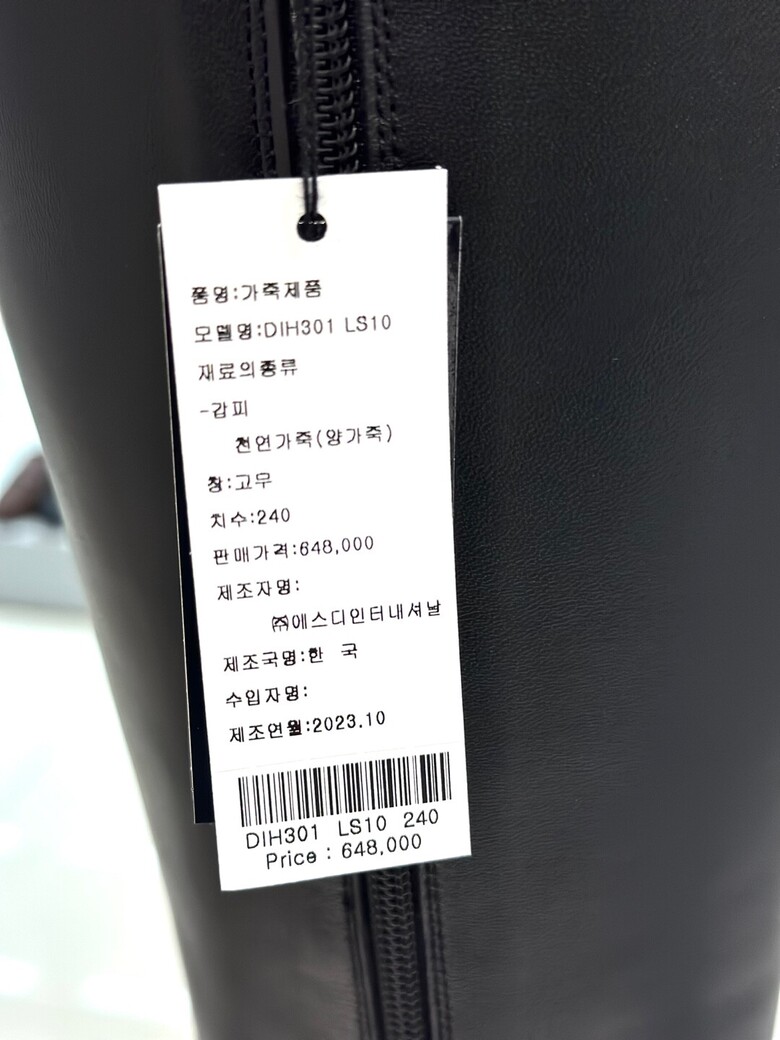 품명:가죽제품
모델명:DIH301 LS10
재료의종류
-갑피
천연가죽(양가죽)
창:고무
치수:240
판매가격:648,000
제조자명:
㈜에스디인터내셔날
제조국명:한 국
수입자명:
제조연월:2023.10
DIH301 LS10 240
Price : 648,000